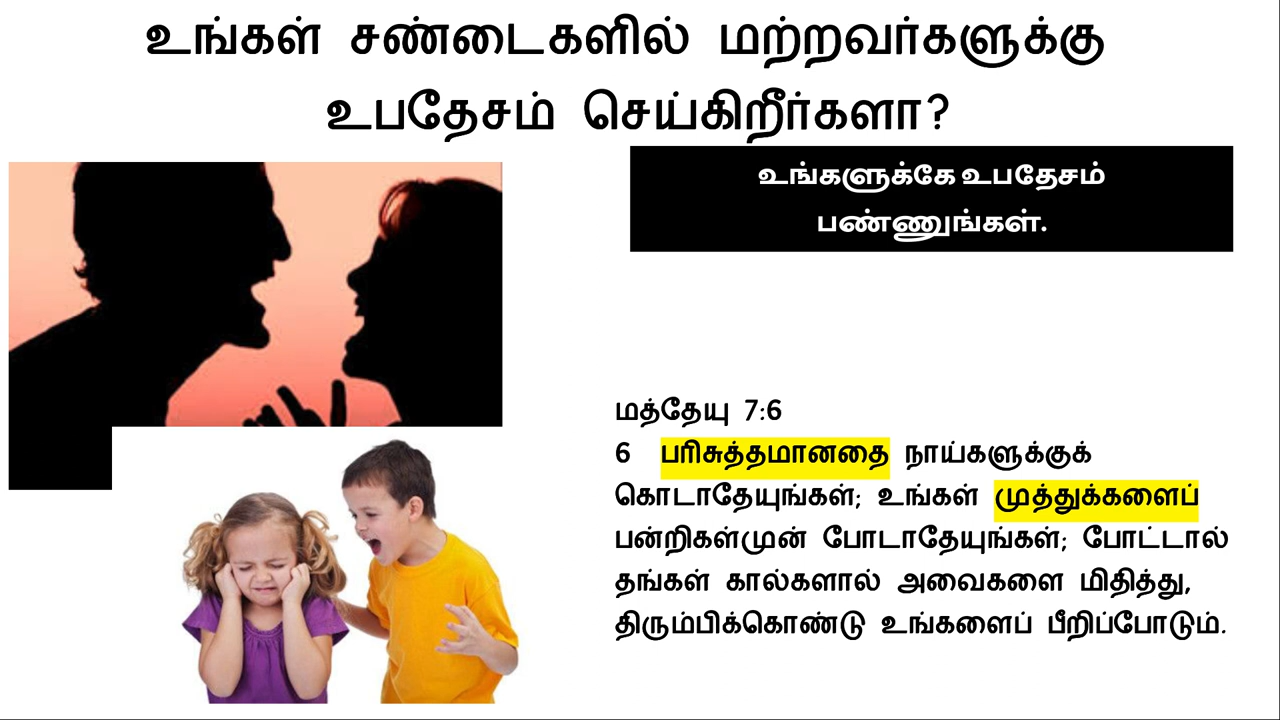 உங்கள் சண்டைகளில் மற்றவர்களுக்கு
உபதேசம் செய்கிறீர்களா?
உங்களுக்கே உபதேசம்
பண்ணுங்கள்.
மத்தேயு 7:6
6 பரிசுத்தமானதை நாய்களுக்குக்
கொடாதேயுங்கள்; உங்கள் முத்துக்களைப்
பன்றிகள்முன் போடாதேயுங்கள்; போட்டால்
தங்கள் கால்களால் அவைகளை மிதித்து,
திரும்பிக்கொண்டு உங்களைப் பீறிப்போடும்.